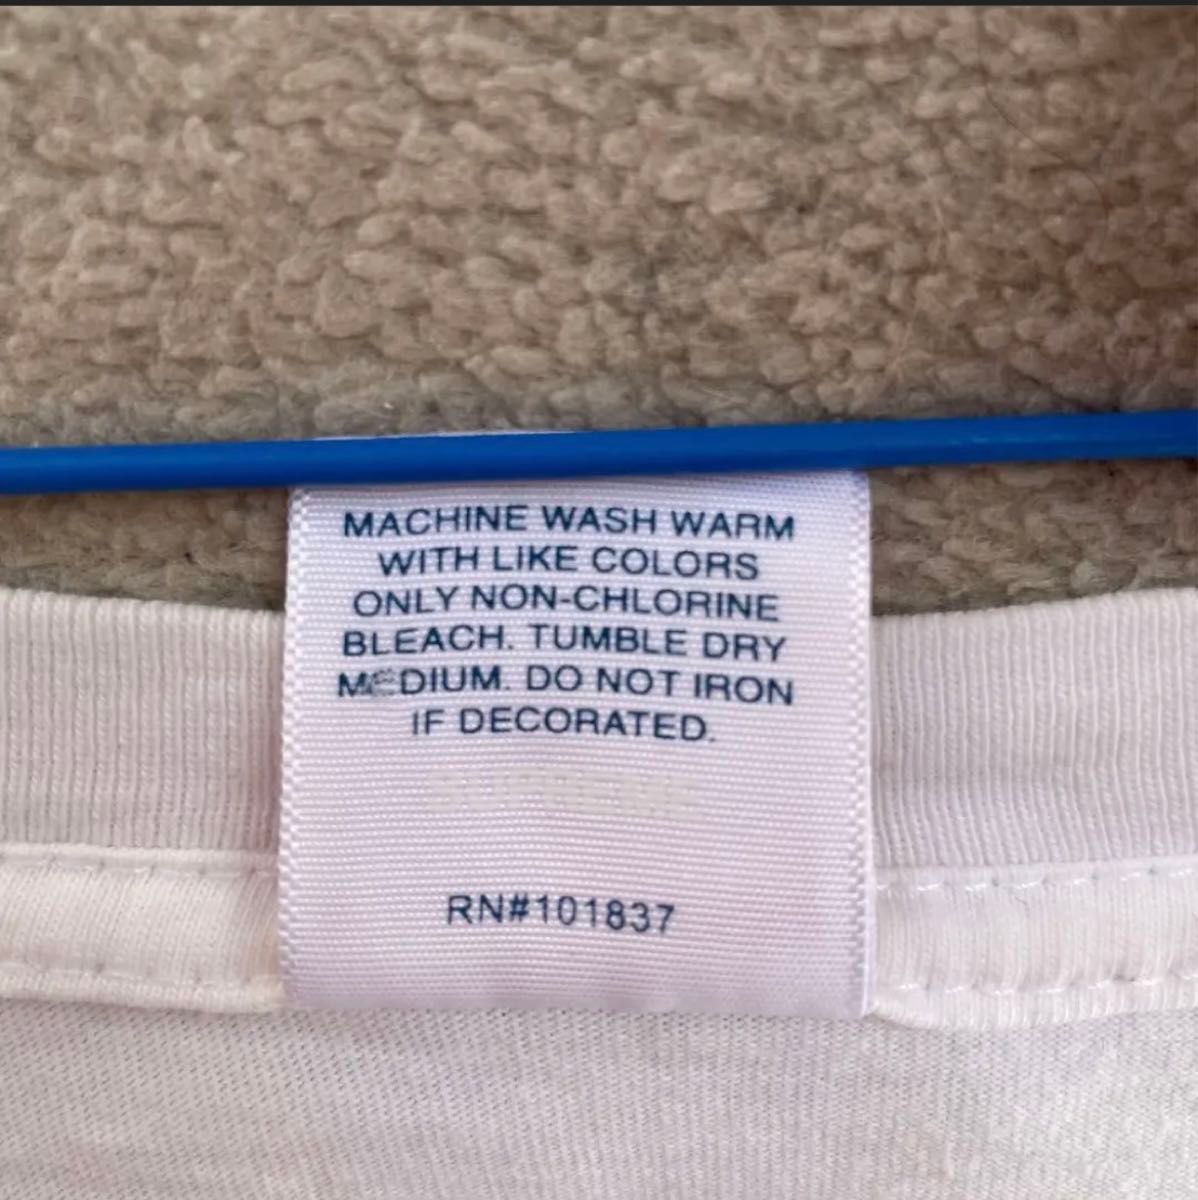 MACHINE WASH WARM
WITH LIKE COLORS
ONLY NON-CHLORINE
BLEACH. TUMBLE DRY
MEDIUM. DO NOT IRON
IF DECORATED.
SUPREME
RN#101837